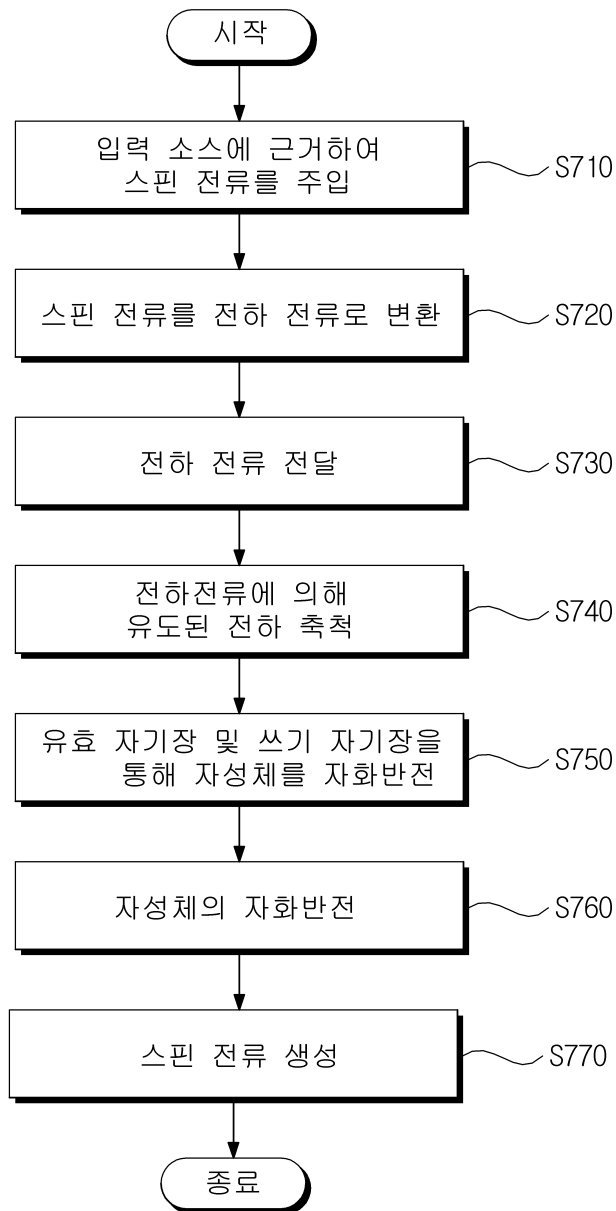 시작
입력 소스에 근거하여
스핀 전류를 주입
S710
스핀 전류를 전하 전류로 변환
S720
전하 전류 전달
S730
전하전류에 의해
유도된 전하 축척
S740
유효 자기장 및 쓰기 자기장을
통해 자성체를 자화반전
S750
자성체의 자화반전
S760
스핀 전류 생성
S770
종료